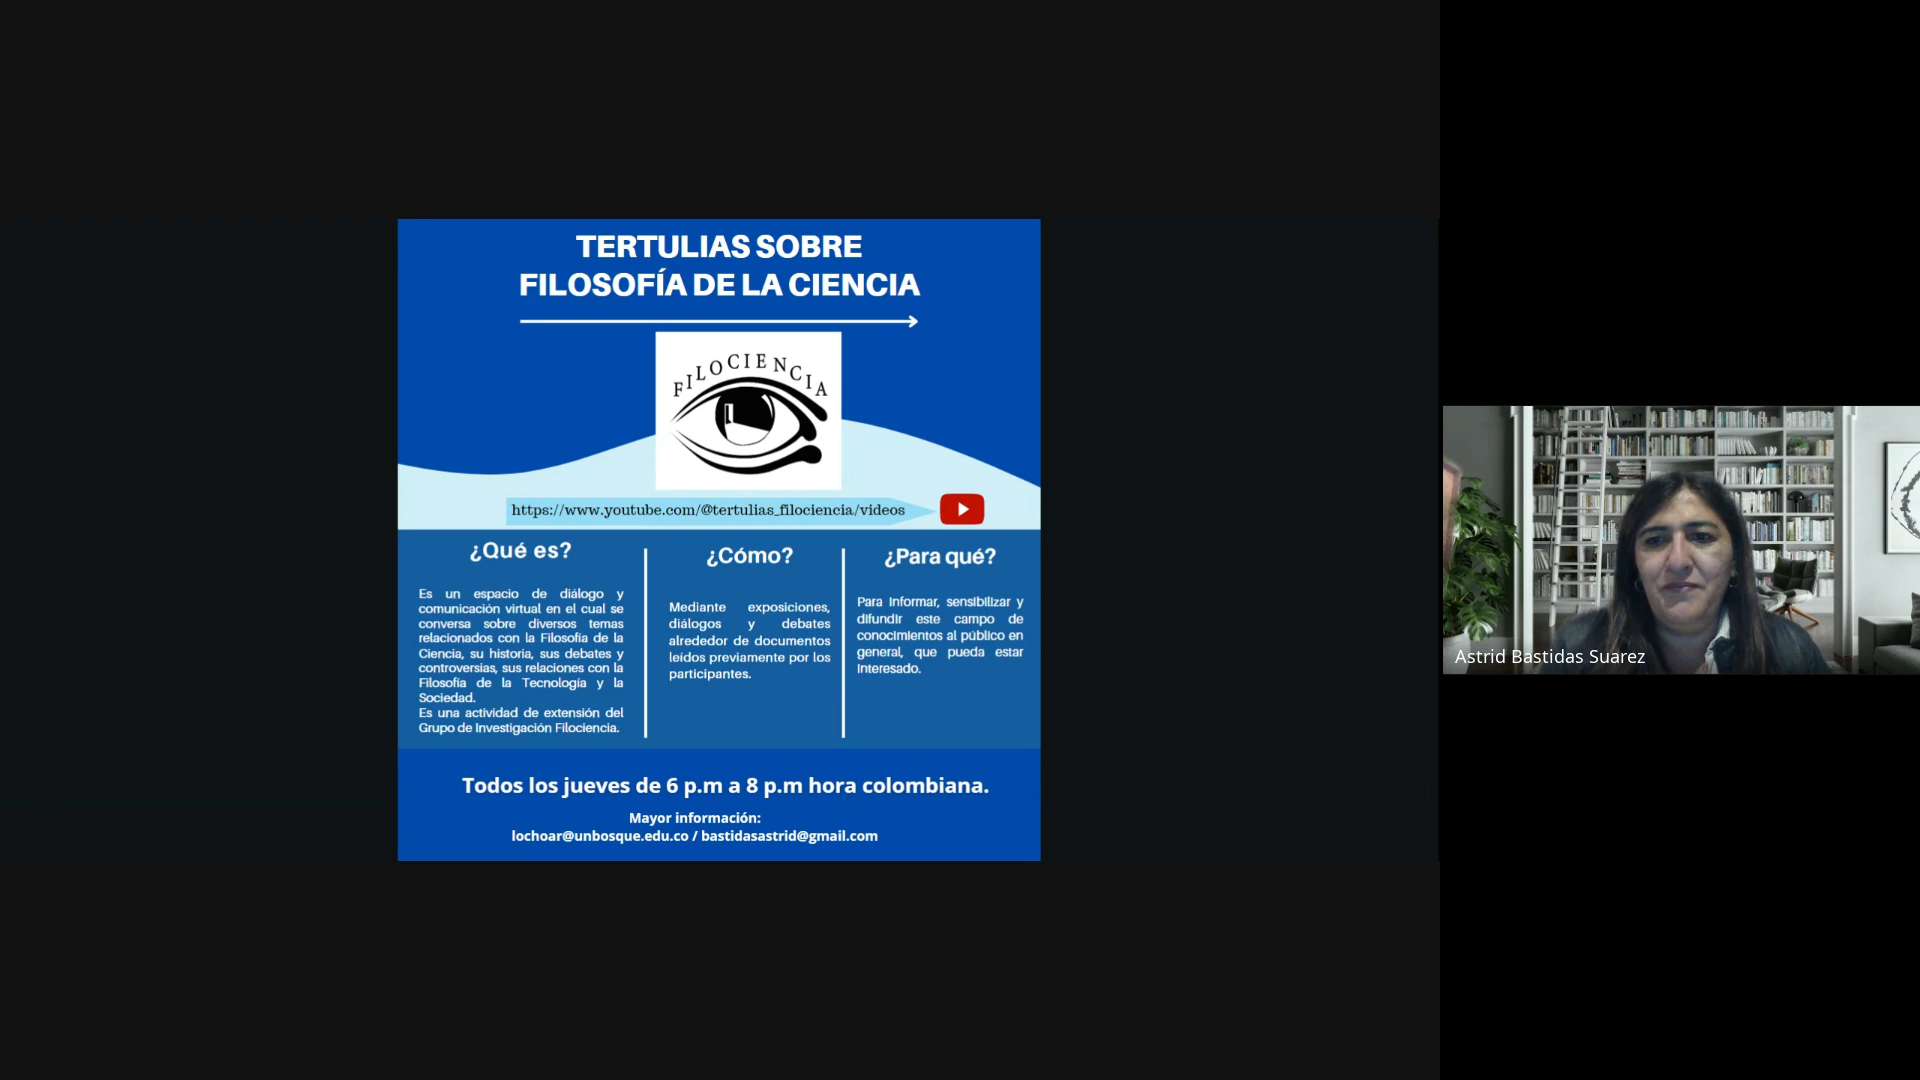 TERTULIAS SOBRE
FILOSOFÍA DE LA CIENCIA
FILOCIENCIA
https://www.youtube.com/@tertulias_filociencia/videos
¿Qué es?
Es un espacio de diálogo y
comunicación virtual en el cual se
conversa sobre diversos temas
relacionados con la Filosofía de la
Ciencia, su historia, sus debates y
controversias, sus relaciones con la
Filosofía de la Tecnología y la
Sociedad.
Es una actividad de extensión del
Grupo de Investigación Filociencia.
¿Cómo?
Mediante exposiciones,
diálogos y debates
alrededor de documentos
leídos previamente por los
participantes.
¿Para qué?
Para Informar, sensibilizar y
difundir este campo de
conocimientos al público en
general, que pueda estar
interesado.
Todos los jueves de 6 p.m a 8 p.m hora colombiana.
Mayor información:
lochoar@unbosque.edu.co / bastidasastrid@gmail.com
Astrid Bastidas Suarez